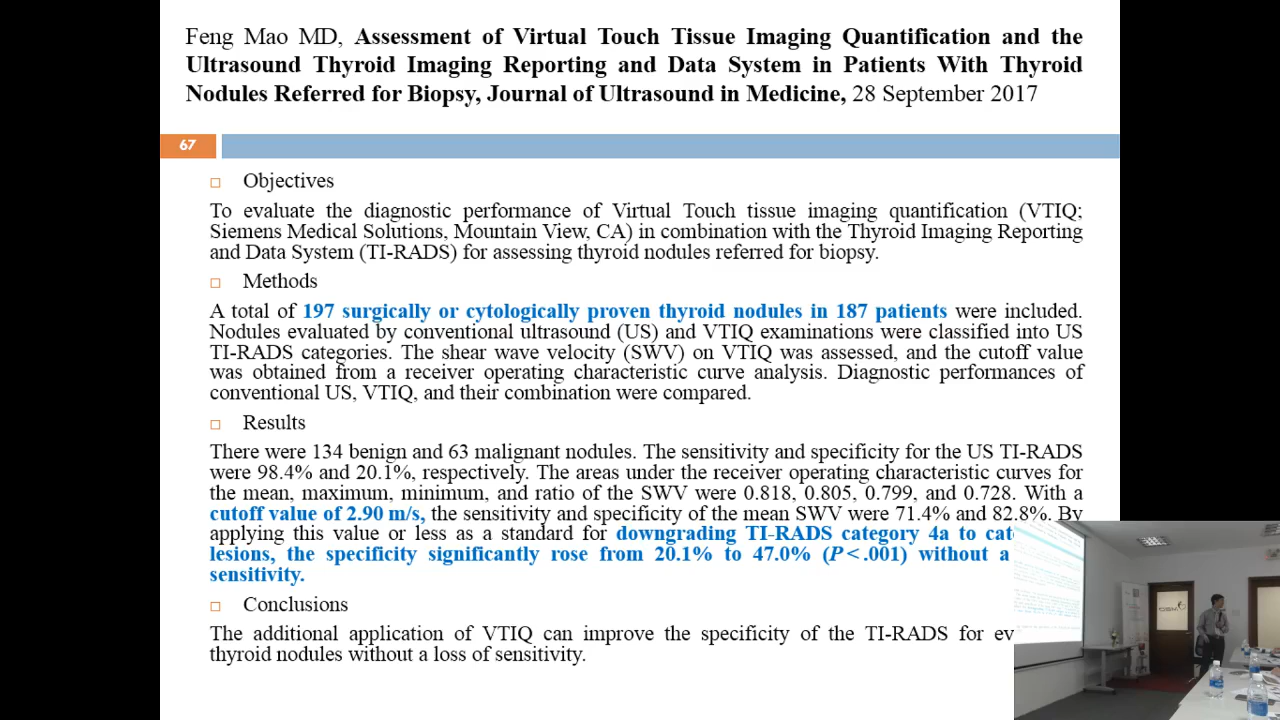 Feng Mao MD, Assessment of Virtual Touch Tissue Imaging Quantification and the
Ultrasound Thyroid Imaging Reporting and Data System in Patients With Thyroid
Nodules Referred for Biopsy, Journal of Ultrasound in Medicine, 28 September 2017
67
Objectives
To evaluate the diagnostic performance of Virtual Touch tissue imaging quantification (VTIQ;
Siemens Medical Solutions, Mountain View, CA) in combination with the Thyroid Imaging Reporting
and Data System (TI-RADS) for assessing thyroid nodules referred for biopsy.
Methods
A total of 197 surgically or cytologically proven thyroid nodules in 187 patients were included.
Nodules evaluated by conventional ultrasound (US) and VTIQ examinations were classified into US
TI-RADS categories. The shear wave velocity (SWV) on VTIQ was assessed, and the cutoff value
was obtained from a receiver operating characteristic curve analysis. Diagnostic performances of
conventional US, VTIQ, and their combination were compared.
Results
There were 134 benign and 63 malignant nodules. The sensitivity and specificity for the US TI-RADS
were 98.4% and 20.1%, respectively. The areas under the receiver operating characteristic curves for
the mean, maximum, minimum, and ratio of the SWV were 0.818, 0.805, 0.799, and 0.728. With a
cutoff value of 2.90 m/s, the sensitivity and specificity of the mean SWV were 71.4% and 82.8%. By
applying this value or less as a standard for downgrading TI-RADS category 4a to
lesions, the specificity significantly rose from 20.1% to 47.0% (P < .001) without a
sensitivity.
Conclusions
The additional application of VTIQ can improve the specificity of the TI-RADS for
thyroid nodules without a loss of sensitivity.